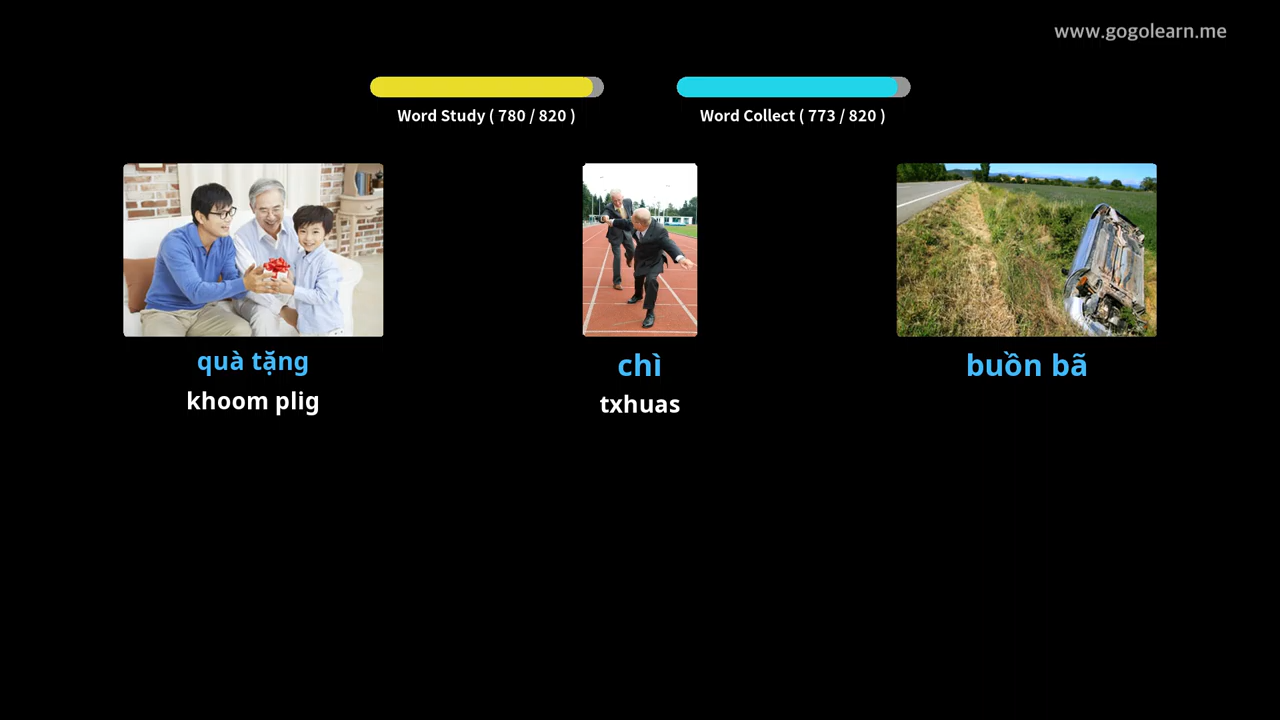 www.gogolearn.me
Word Study ( 780 / 820 )
Word Collect ( 773 / 820 )
quà tặng
khoom plig
chì
txhuas
buồn bã